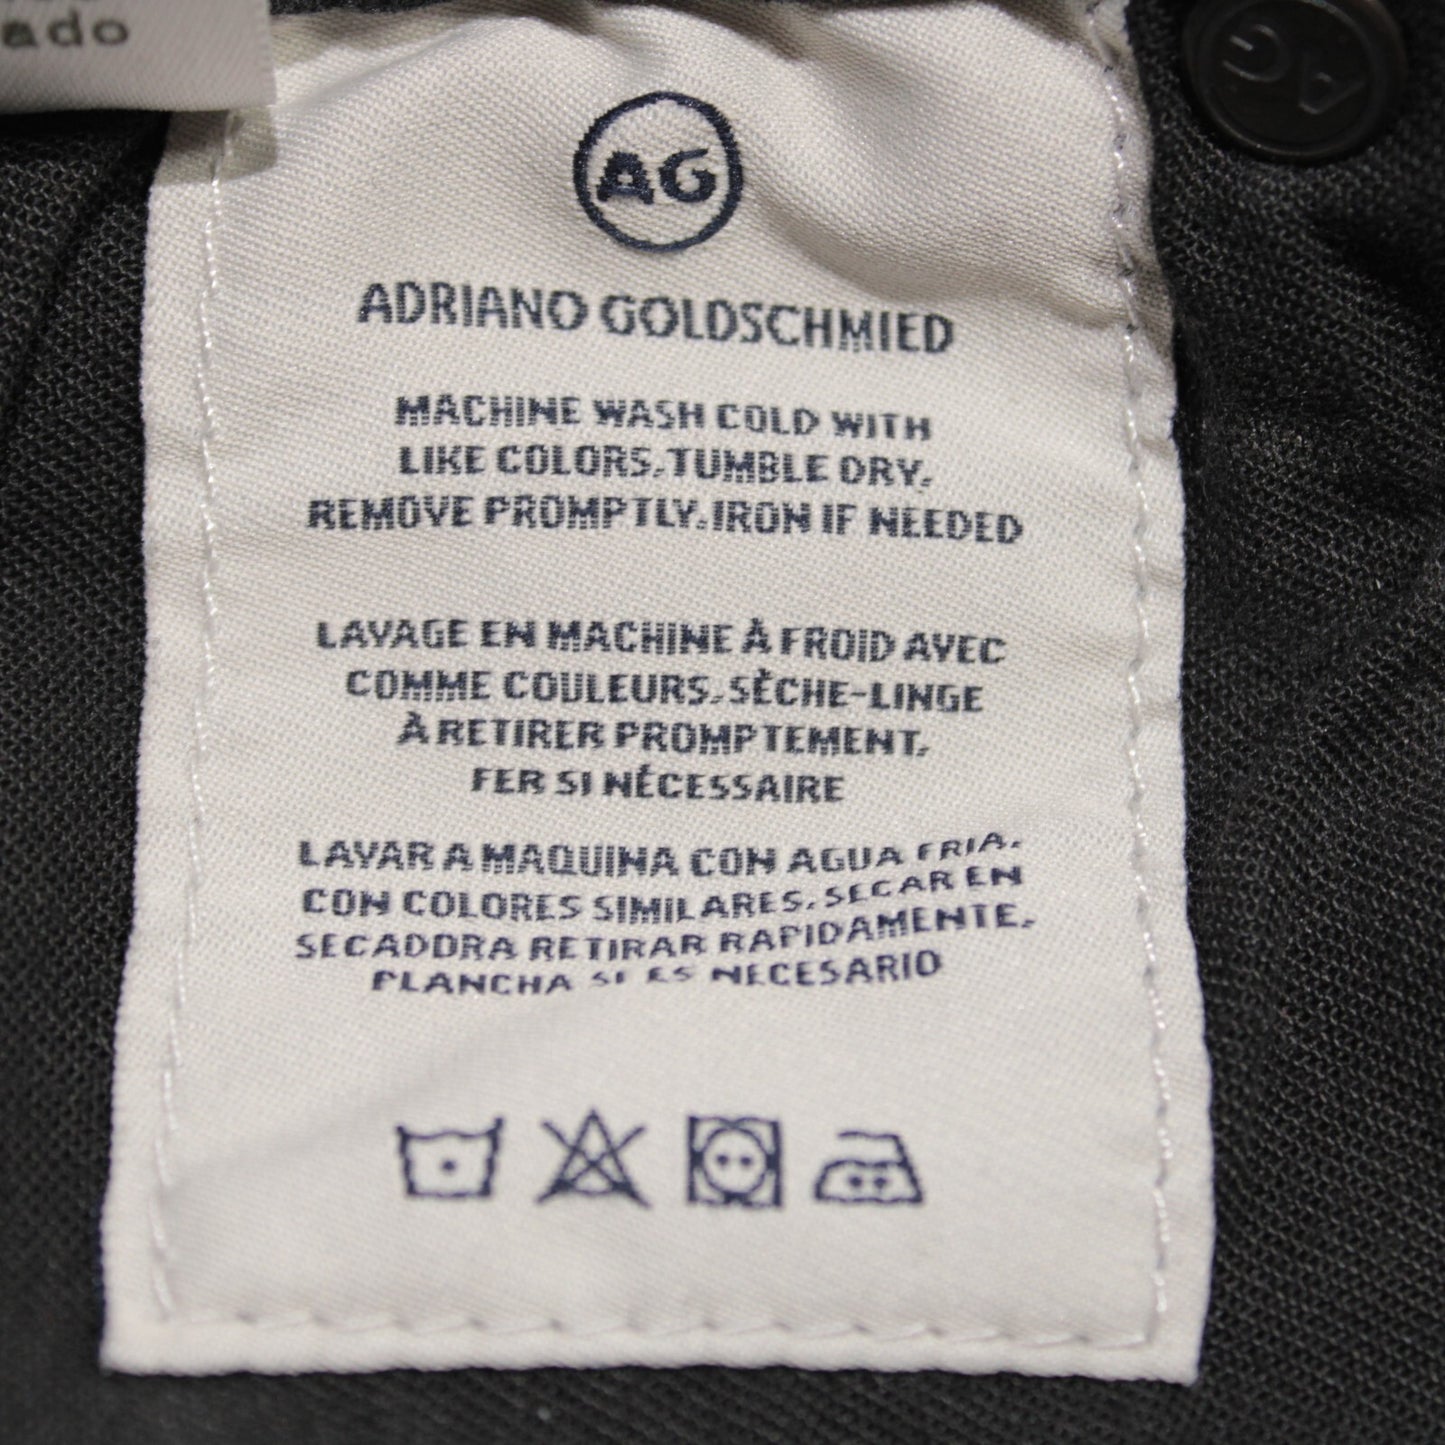 ado
AG
AG
ADRIANO GOLDSCHMIED
MACHINE WASH COLD WITH
LIKE COLORS, TUMBLE DRY,
REMOVE PROMPTLY, IRON IF NEEDED
LAVAGE EN MACHINE À FROID AVEC
COMME COULEURS, SÈCHE-LINGE
À RETIRER PROMPTEMENT,
FER SI NÉCESSAIRE
LAVAR A MAQUINA CON AGUA FRIA,
CON COLORES SIMILARES, SECAR EN
SECADORA RETIRAR RAPIDAMENTE,
PLANCHA SI ES NECESARIO